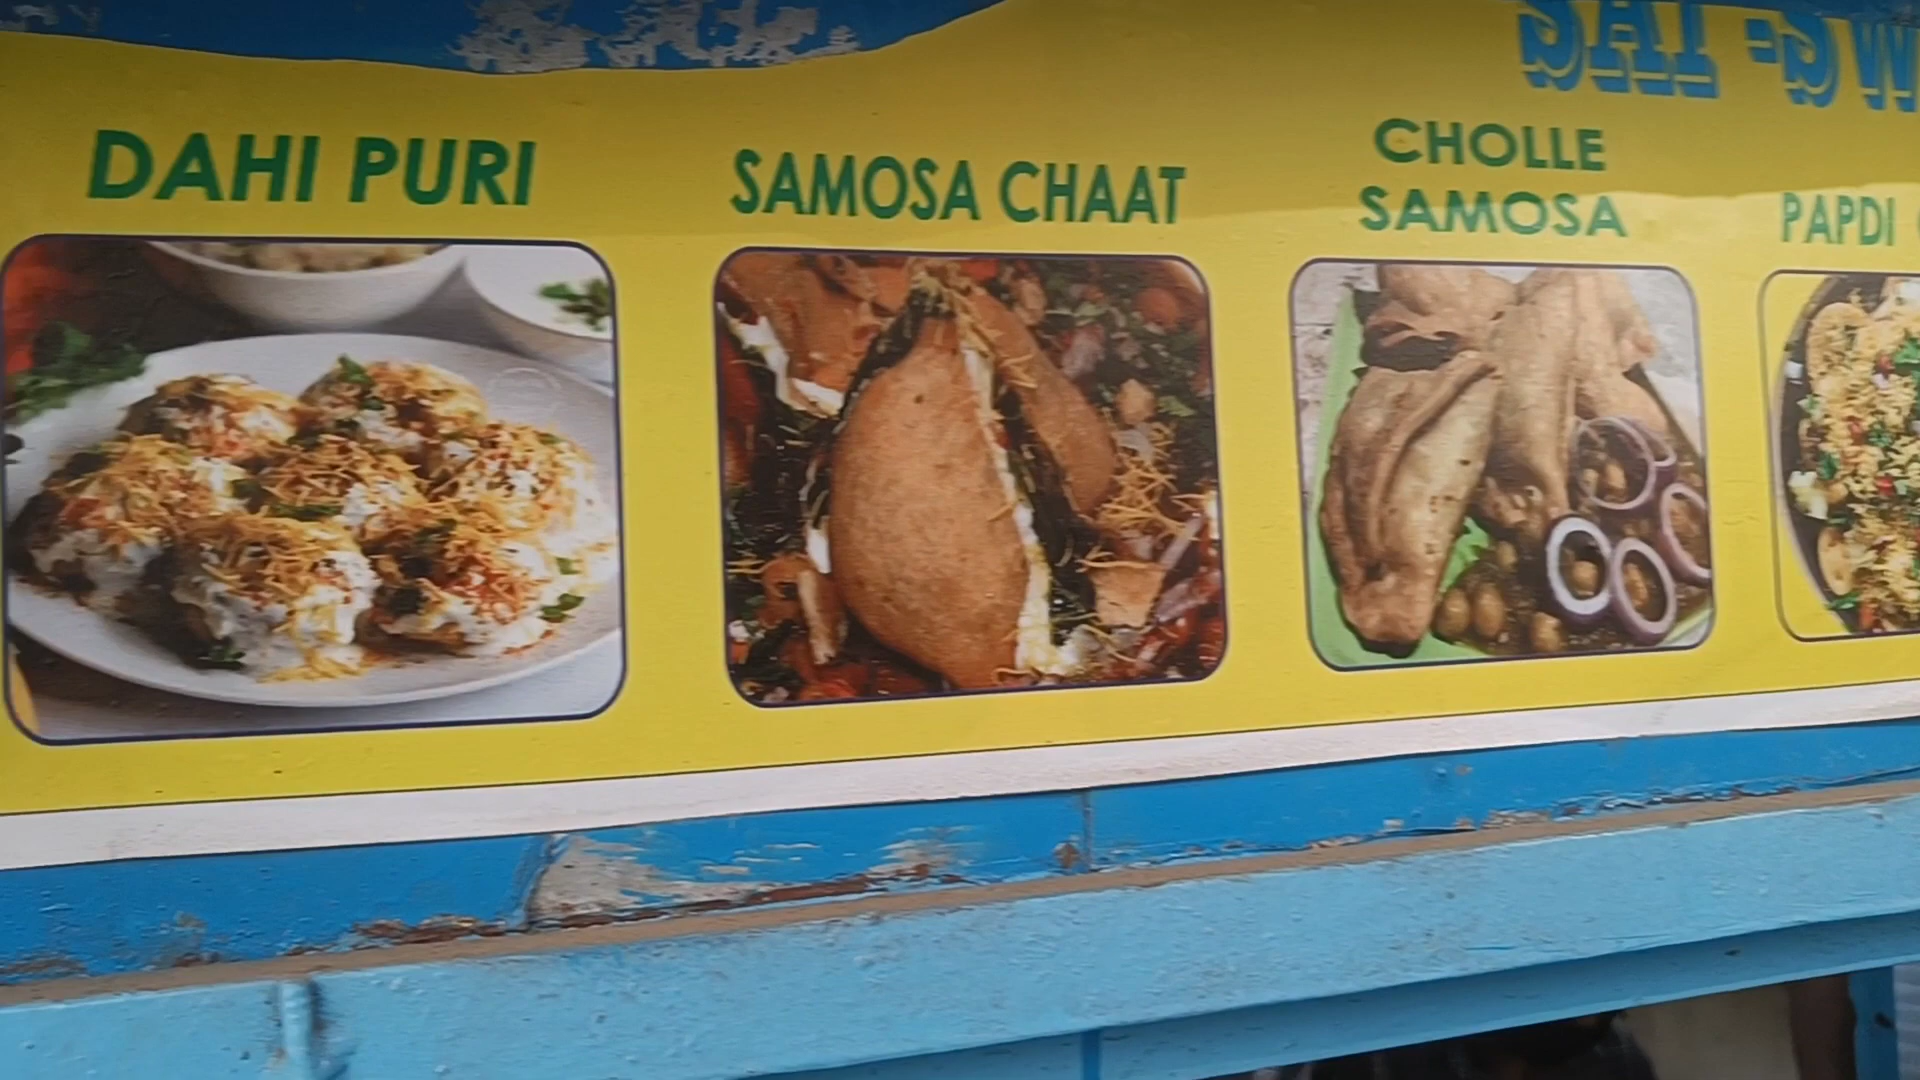 DAHI PURI
SAMOSA CHAAT
CHOLLE
SAMOSA
PAPDI